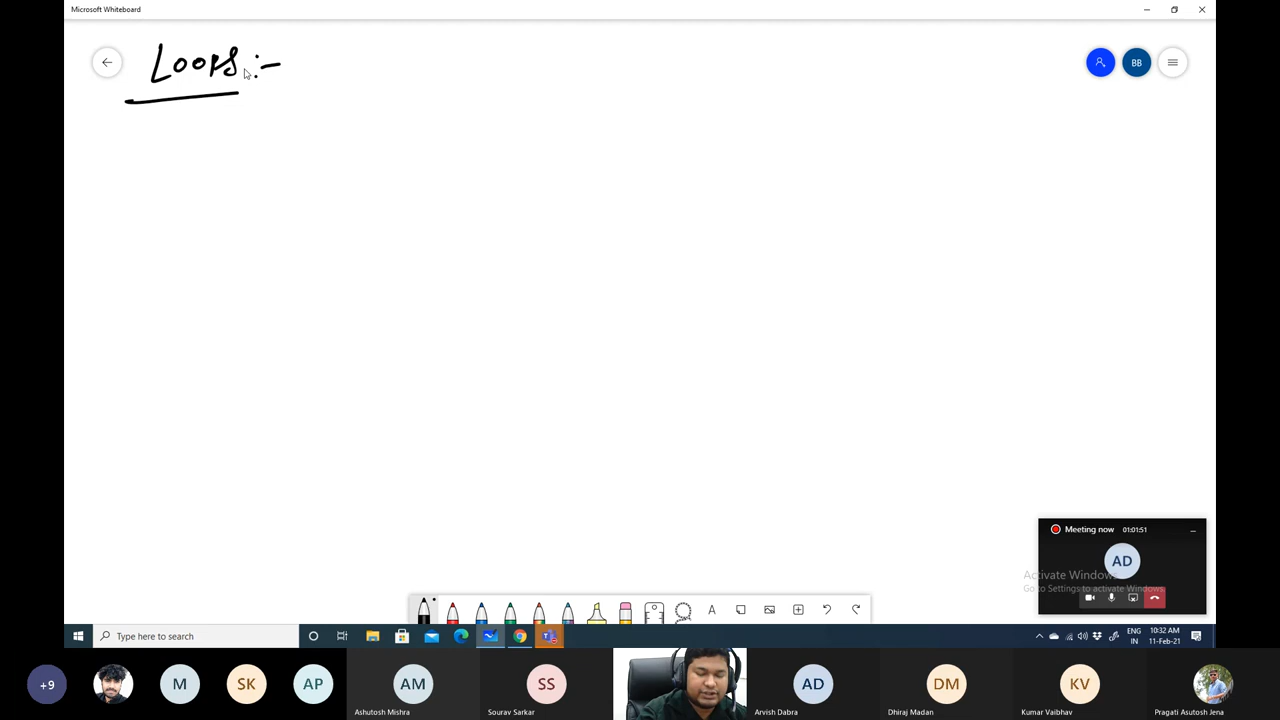 Microsoft Whiteboard
Loops :-
BB
Meeting now 01:01:51
AD
Activate Windows
Go to Settings to activate Windows.
A
Type here to search
ENG
IN
10:32 AM
11-Feb-21
+9
M
SK
AP
AM
SS
AD
DM
KV
Ashutosh Mishra
Sourav Sarkar
Arvish Dabra
Dhiraj Madan
Kumar Vaibhav
Pragati Asutosh Jena